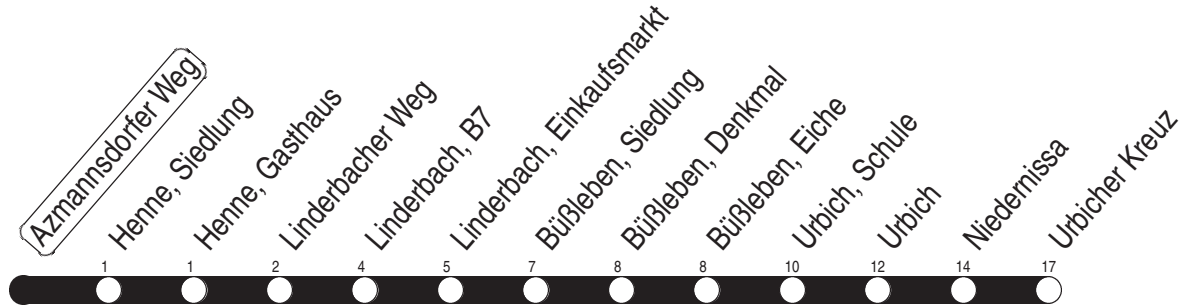 Azmannsdorfer Weg
Henne, Siedlung
Henne, Gasthaus
Linderbacher Weg
Linderbach, B7
Linderbach, Einkaufsmarkt
Büßleben, Siedlung
Büßleben, Denkmal
Büßleben, Eiche
Urbich, Schule
Urbich
Niedernissa
Urbicher Kreuz
1 1 2 4 5 7 8 8 10 12 14 17